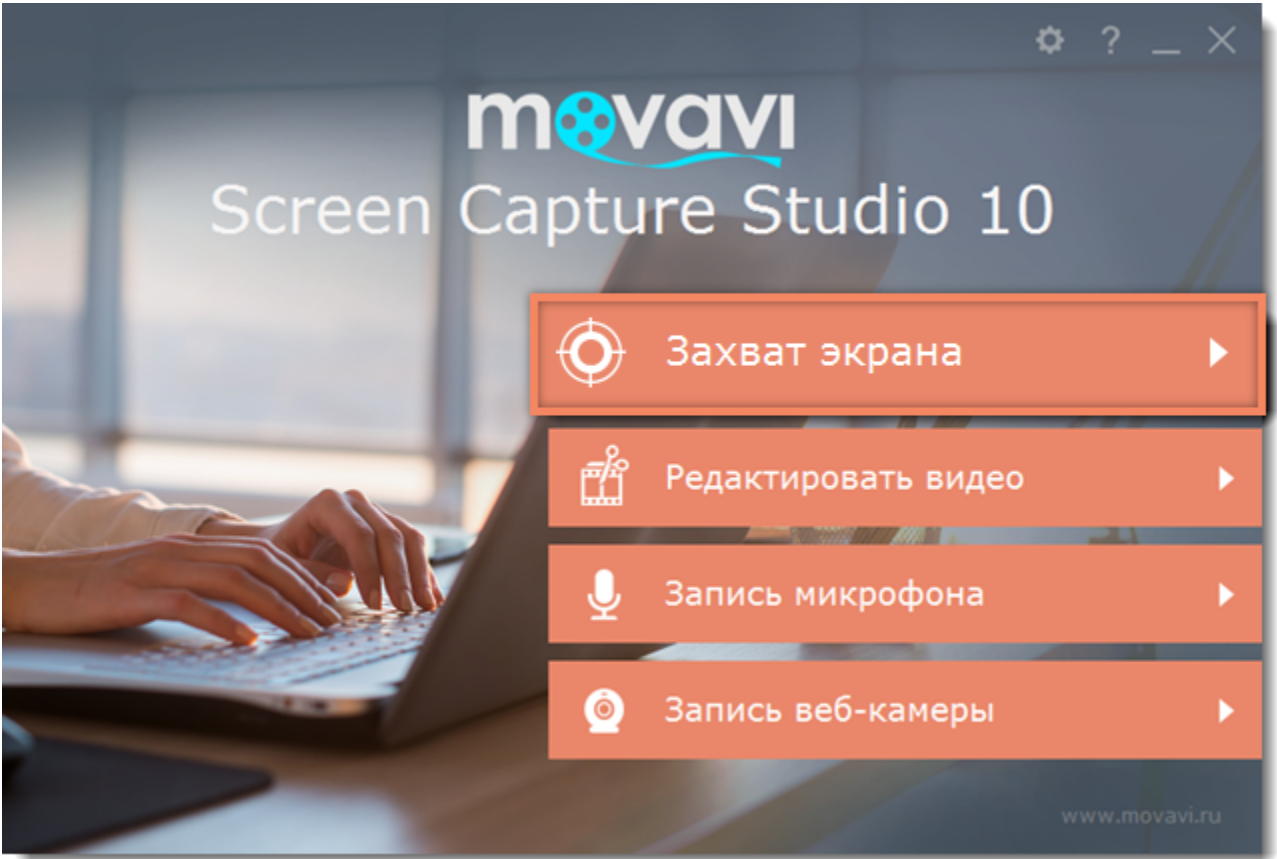 movavi
Screen Capture Studio 10
Захват экрана
Редактировать видео
Запись микрофона
Запись веб-камеры
www.movavi.ru